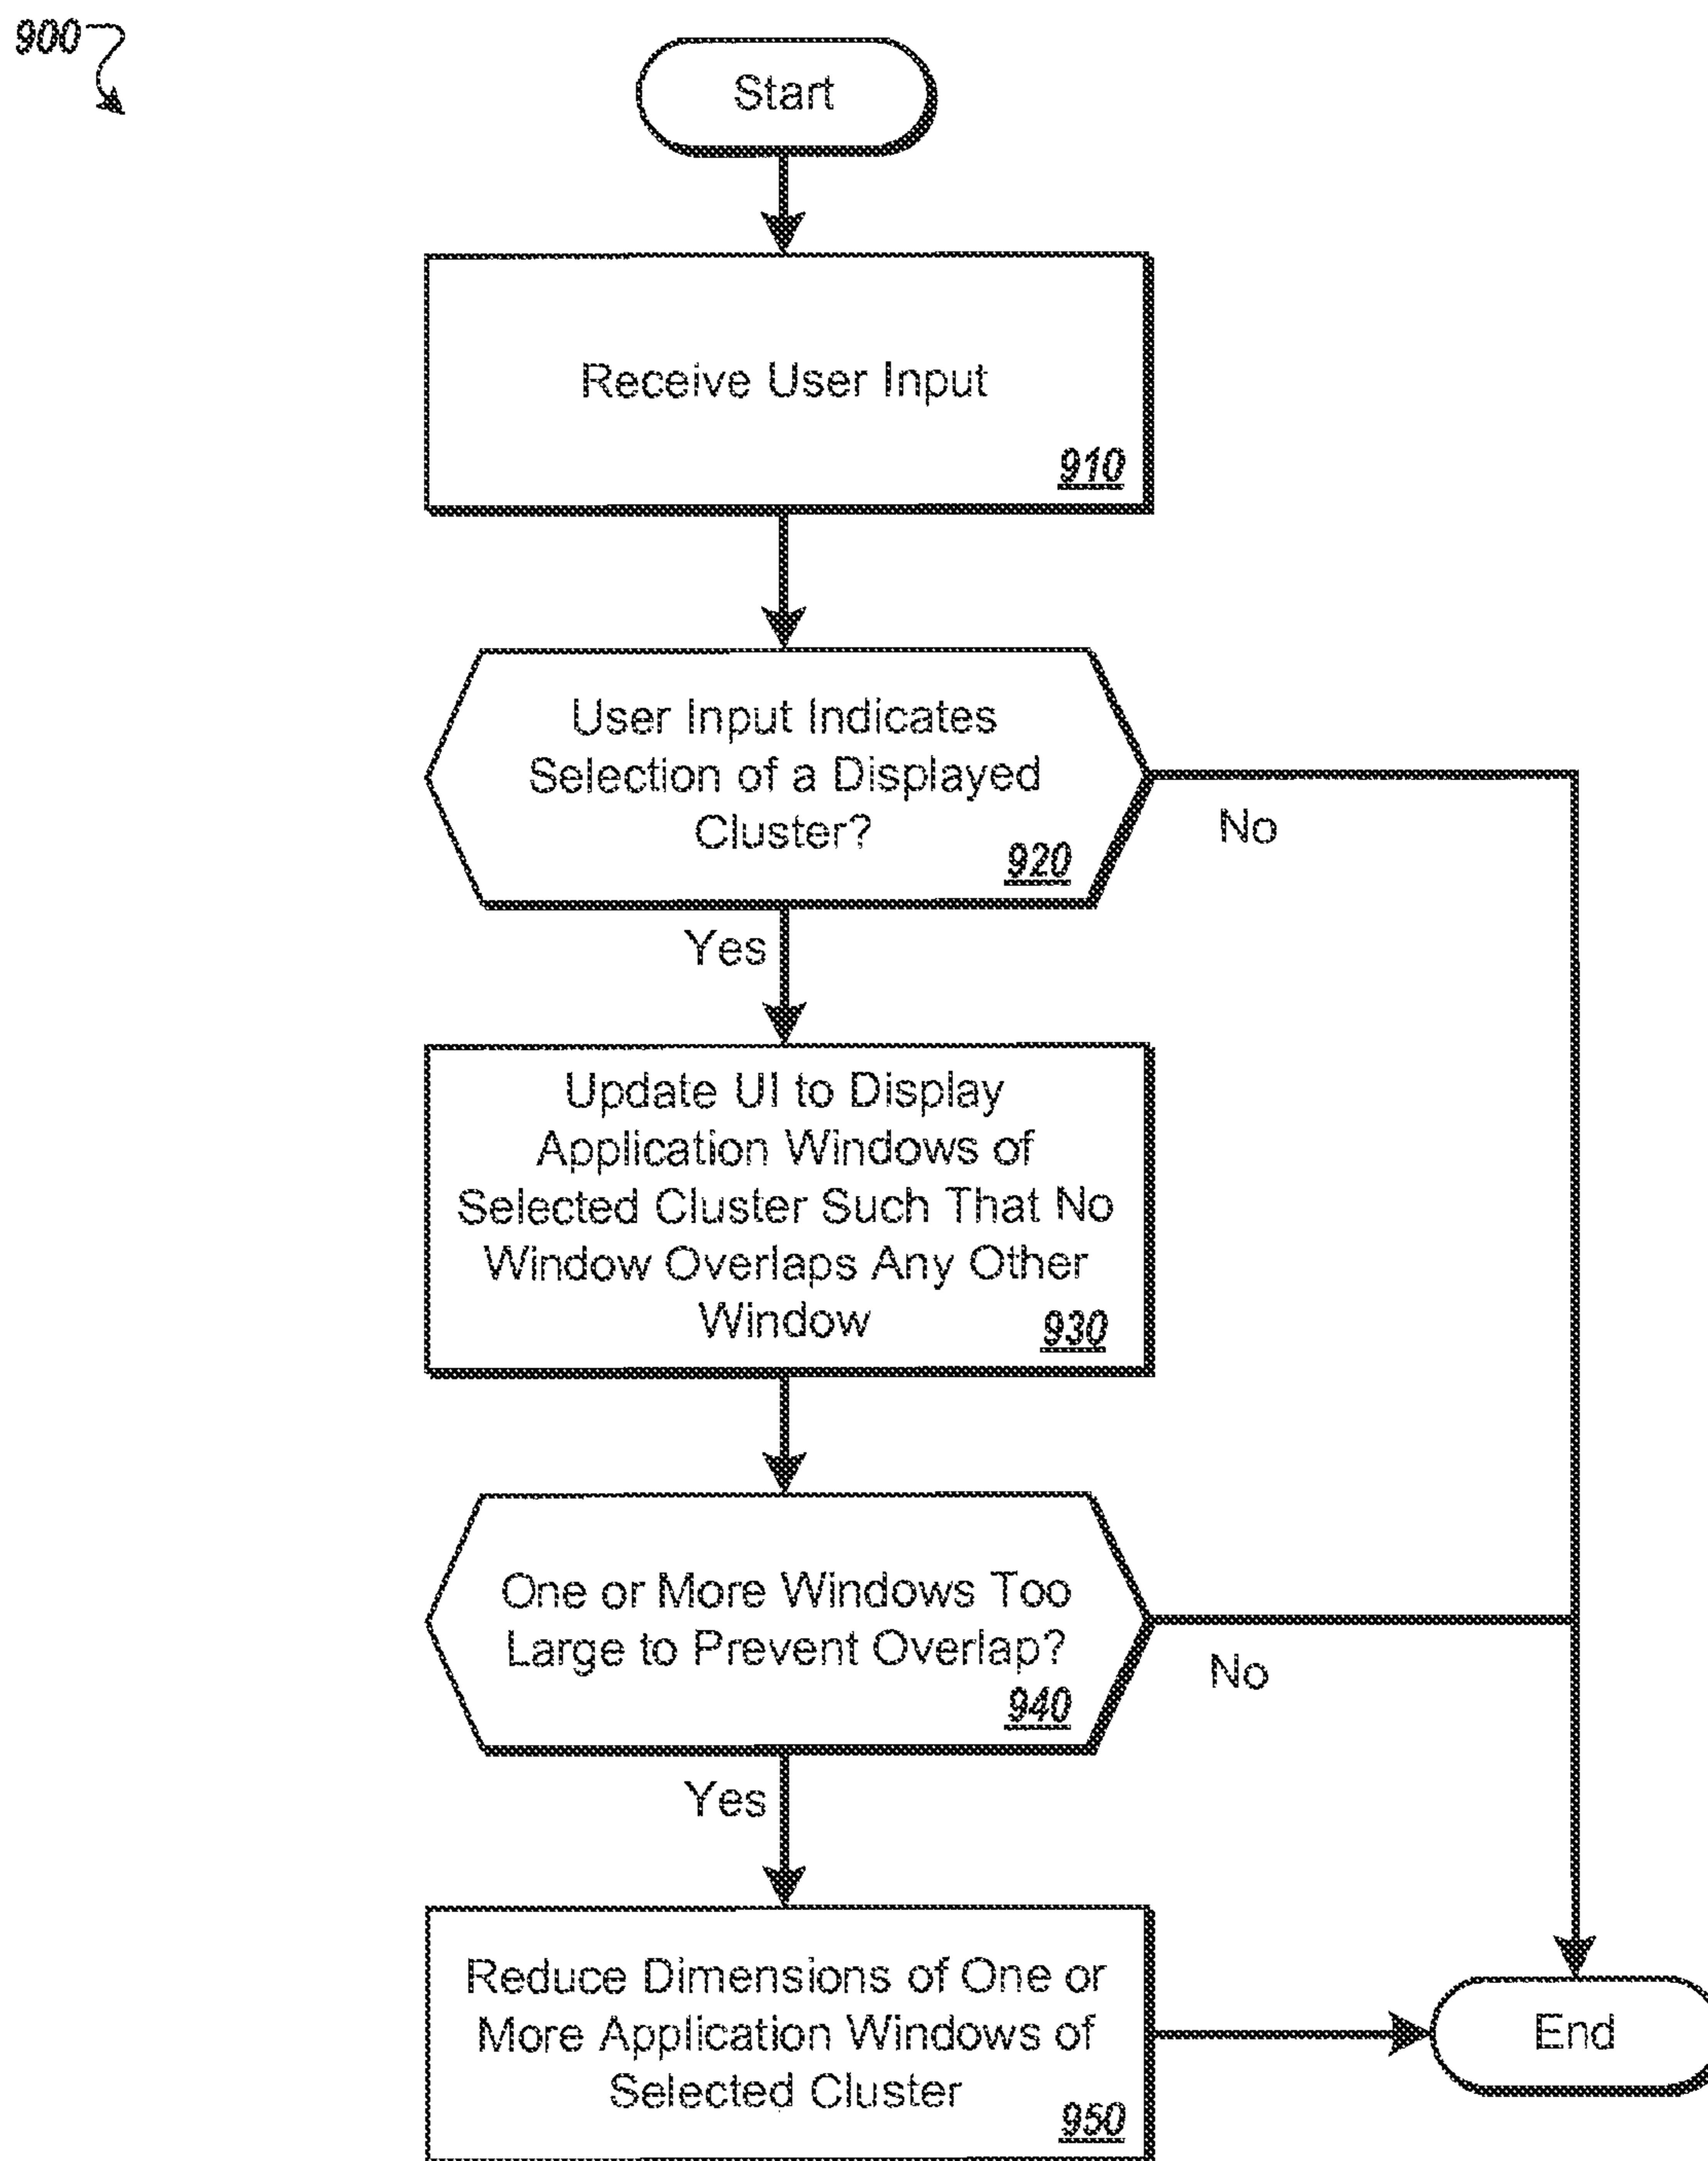 900
Start
Receive User Input
910
User Input Indicates
Selection of a Displayed
Cluster?
920
No
Yes
Update UI to Display
Application Windows of
Selected Cluster Such That No
Window Overlaps Any Other
Window
930
One or More Windows Too
Large to Prevent Overlap?
940
No
Yes
Reduce Dimensions of One or
More Application Windows of
Selected Cluster
950
End